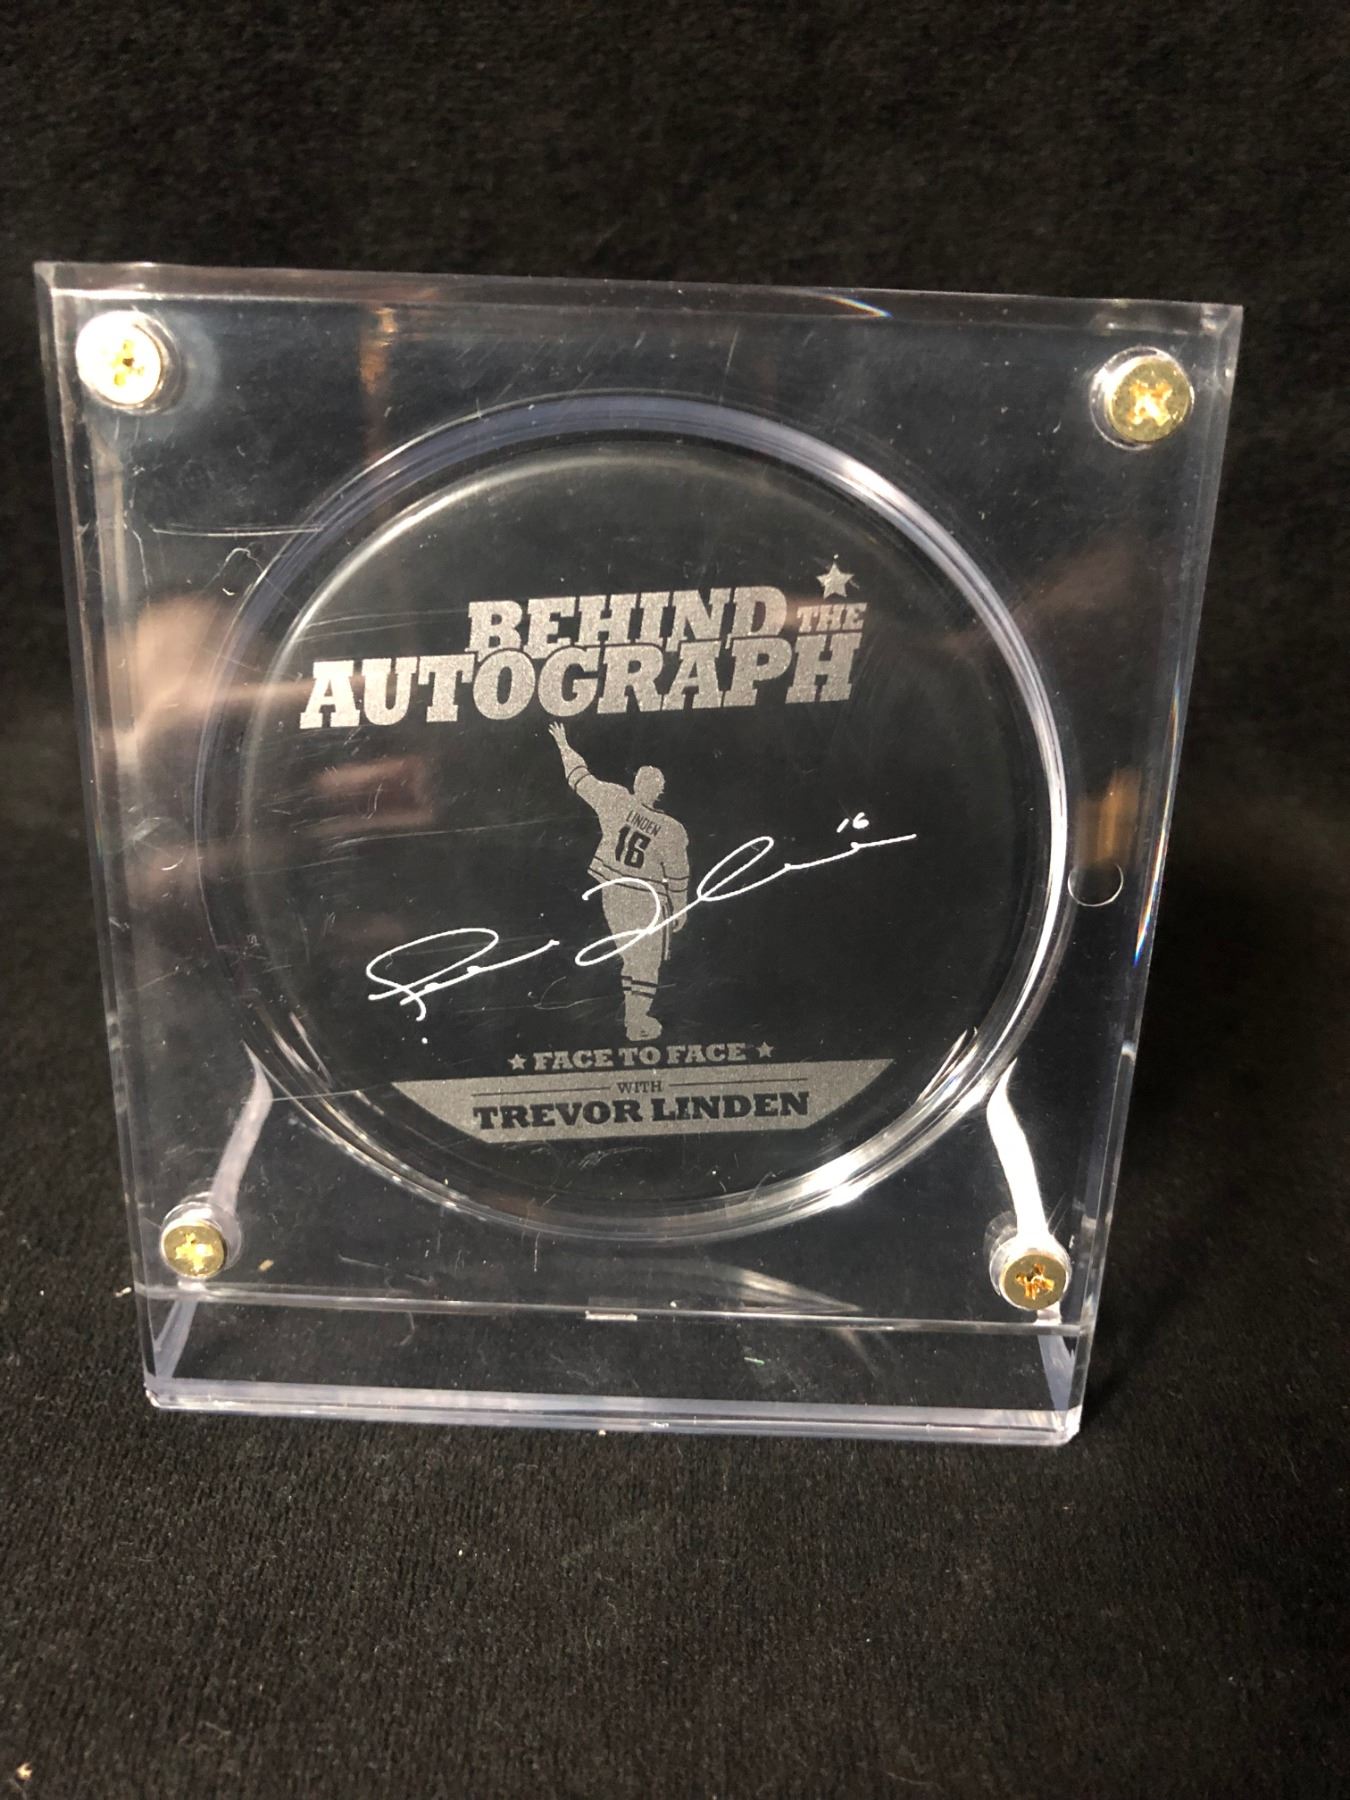 BEHIND THE
AUTOGRAPH
LINDEN
16
16
FACE TO FACE
WITH
TREVOR LINDEN